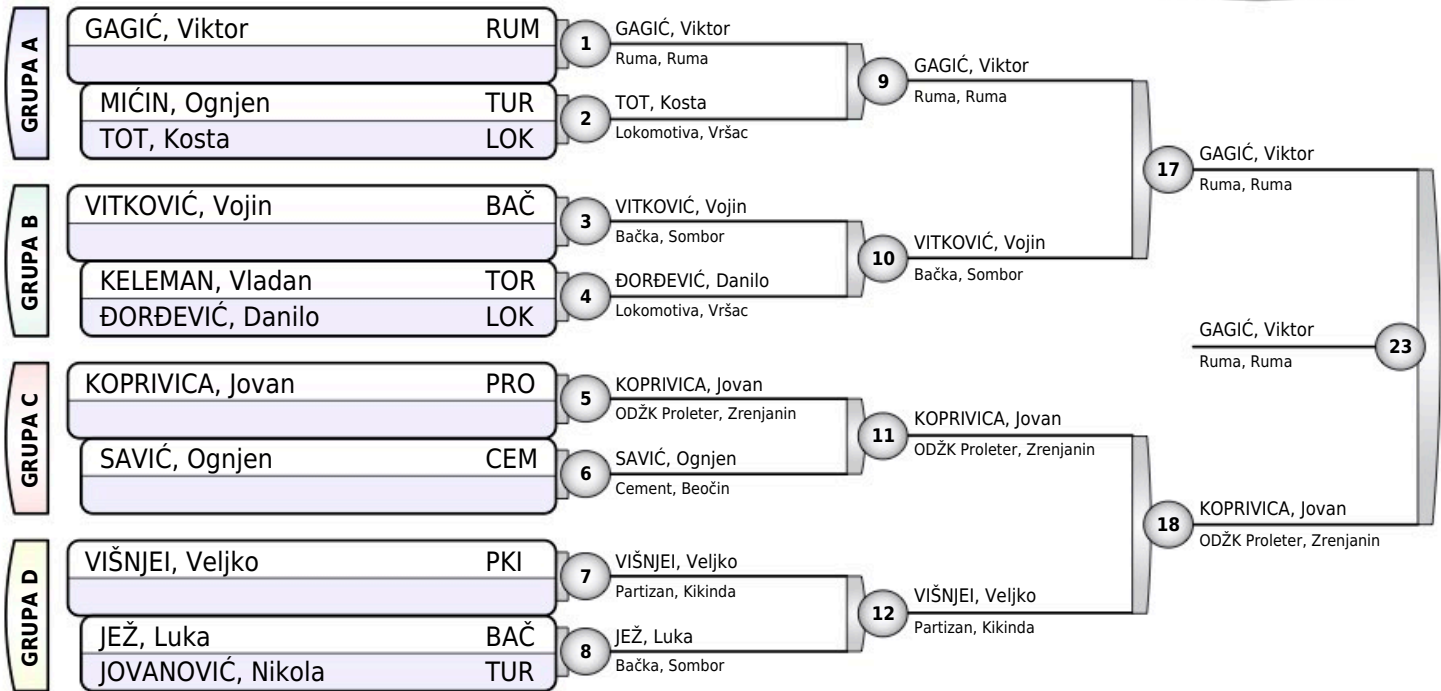 GRUPA A
GAGIĆ, Viktor RUM
MIĆIN, Ognjen TUR
TOT, Kosta LOK
GRUPA B
VITKOVIĆ, Vojin BAČ
KELEMAN, Vladan TOR
ĐORĐEVIĆ, Danilo LOK
GRUPA C
KOPRIVICA, Jovan PRO
SAVIĆ, Ognjen CEM
GRUPA D
VIŠNJEI, Veljko PKI
JEŽ, Luka BAČ
JOVANOVIĆ, Nikola TUR
1
GAGIĆ, Viktor
Ruma, Ruma
2
TOT, Kosta
Lokomotiva, Vršac
3
VITKOVIĆ, Vojin
Bačka, Sombor
4
ĐORĐEVIĆ, Danilo
Lokomotiva, Vršac
5
KOPRIVICA, Jovan
ODŽK Proleter, Zrenjanin
6
SAVIĆ, Ognjen
Cement, Beočin
7
VIŠNJEI, Veljko
Partizan, Kikinda
8
JEŽ, Luka
Bačka, Sombor
9
GAGIĆ, Viktor
Ruma, Ruma
10
VITKOVIĆ, Vojin
Bačka, Sombor
11
KOPRIVICA, Jovan
ODŽK Proleter, Zrenjanin
12
VIŠNJEI, Veljko
Partizan, Kikinda
17
GAGIĆ, Viktor
Ruma, Ruma
18
KOPRIVICA, Jovan
ODŽK Proleter, Zrenjanin
GAGIĆ, Viktor
Ruma, Ruma
23